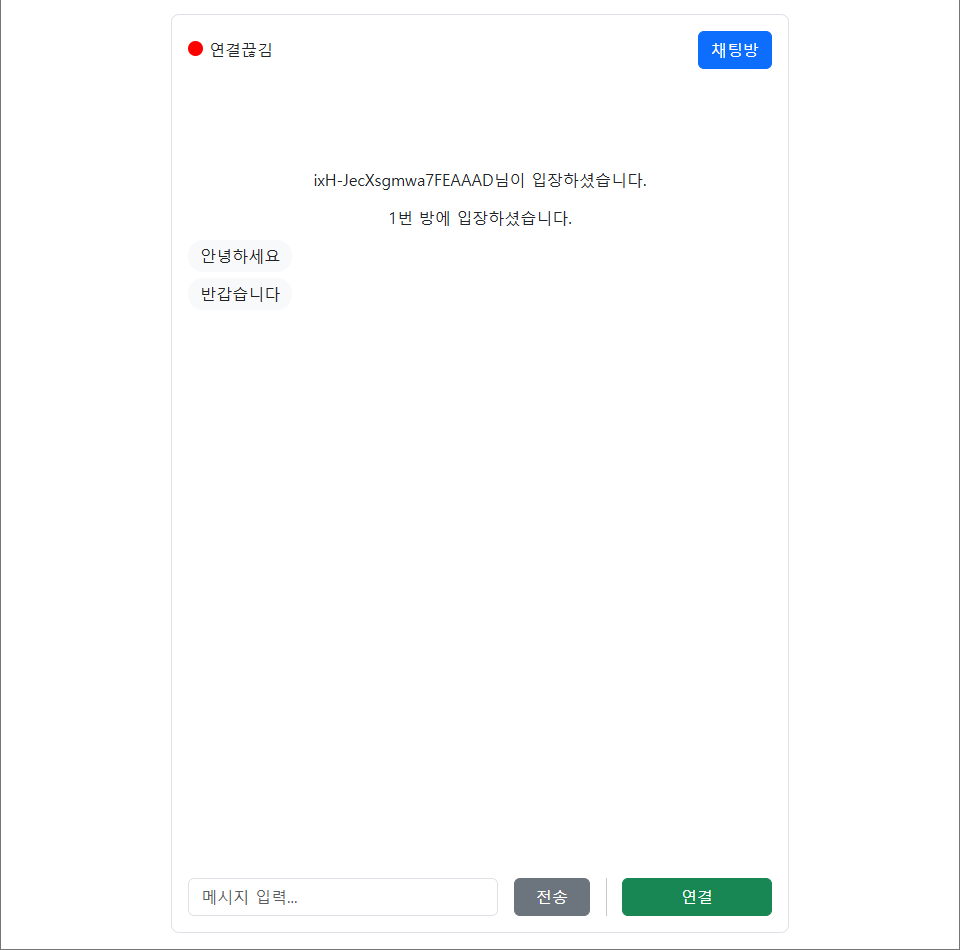 연결끊김
채팅방
ixH-JecXsgmwa7FEAAAD님이 입장하셨습니다.
1번 방에 입장하셨습니다.
안녕하세요
반갑습니다
메시지 입력...
전송
연결